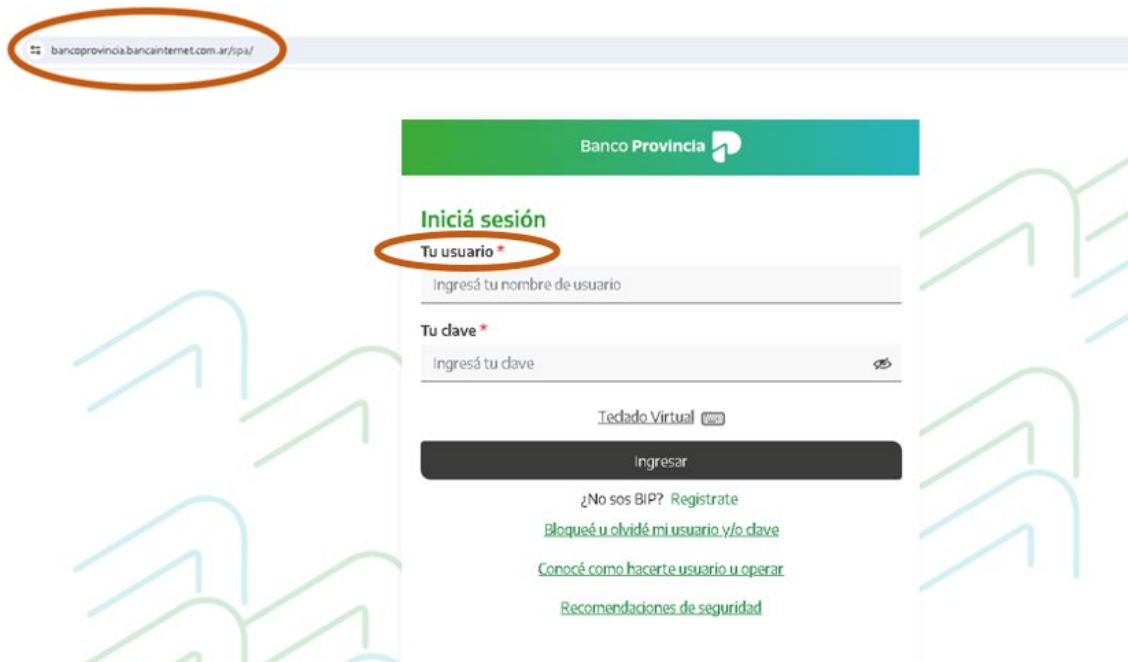 bancoprovincia.bancainternet.com.ar/spa/
Banco Provincia
Iniciá sesión
Tu usuario *
Ingresá tu nombre de usuario
Tu clave *
Ingresá tu clave
Teclado Virtual
Ingresar
¿No sos BIP? Registrate
Bloqueé u olvidé mi usuario y/o clave
Conocé como hacerte usuario u operar
Recomendaciones de seguridad